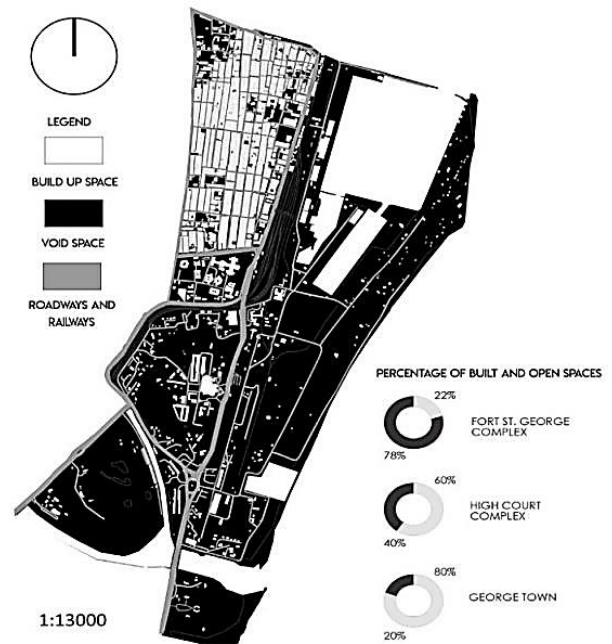 LEGEND
BUILD UP SPACE
VOID SPACE
ROADWAYS AND
RAILWAYS
PERCENTAGE OF BUILT AND OPEN SPACES
22%
FORT ST. GEORGE
COMPLEX
78%
60%
HIGH COURT
COMPLEX
40%
80%
GEORGE TOWN
20%
1:13000